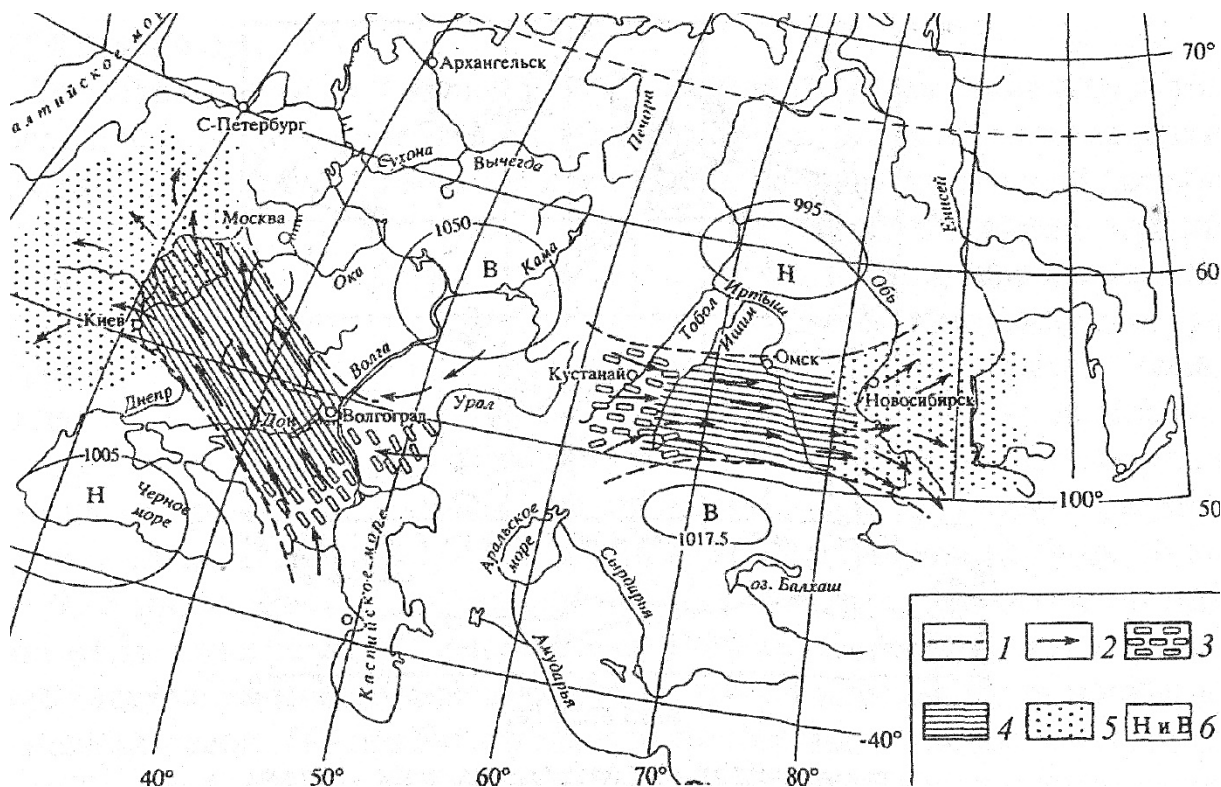 алтийское мо
Архангельск
70°
С-Петербург
Печора
Сухона
Вычегда
Енисей
Москва
1050
995
В
Кама
Н
Ока
Обь
60
Иртыш
Тобол
Ишим
Киев
Волга
Омск
Кустанай
Новосибирск
Днепр
Дон
Волгоград
Урал
1005
Н
Черное
море
100°
50
В
1017.5
Аральское
море
Сырдарья
оз. Балхаш
Каспийское море
Амударья
1
2
3
-40°
4
5
Н и В
6
40°
50°
60°
70°
80°